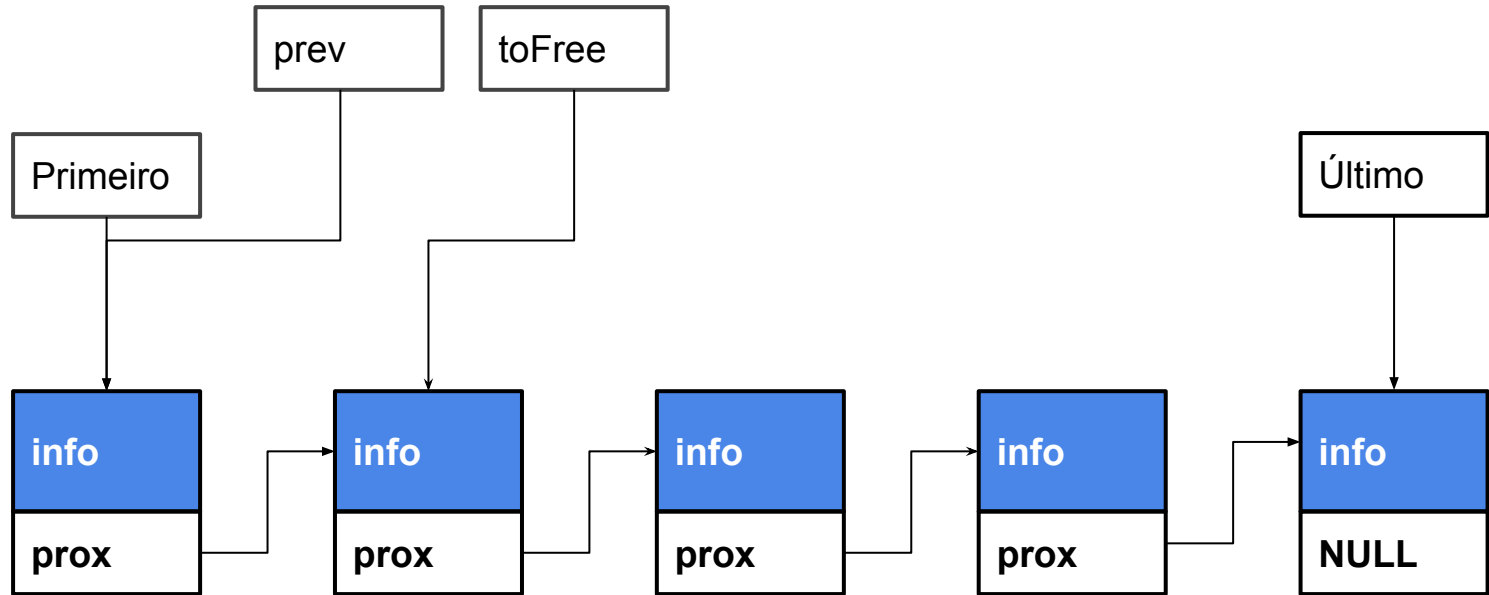 prev
toFree
Primeiro
Último
info
info
info
info
info
prox
prox
prox
prox
NULL